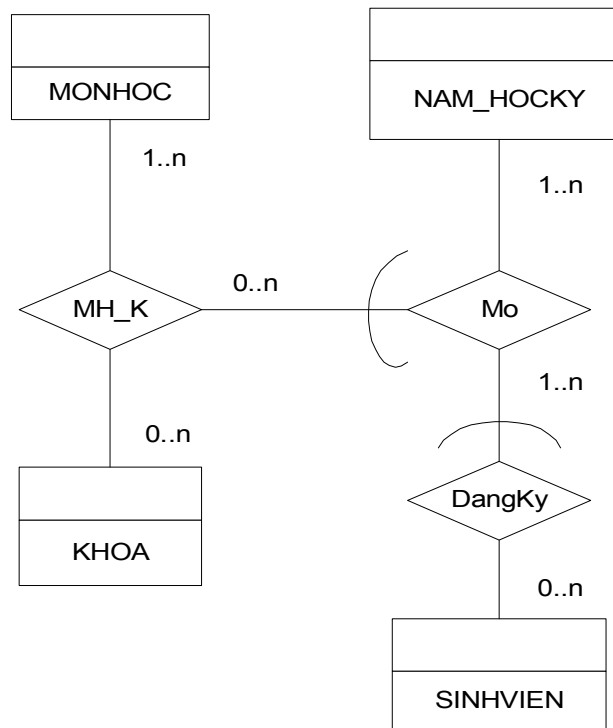 MONHOC
NAM_HOCKY
1..n
1..n
0..n
MH_K
Mo
1..n
0..n
DangKy
KHOA
0..n
SINHVIEN